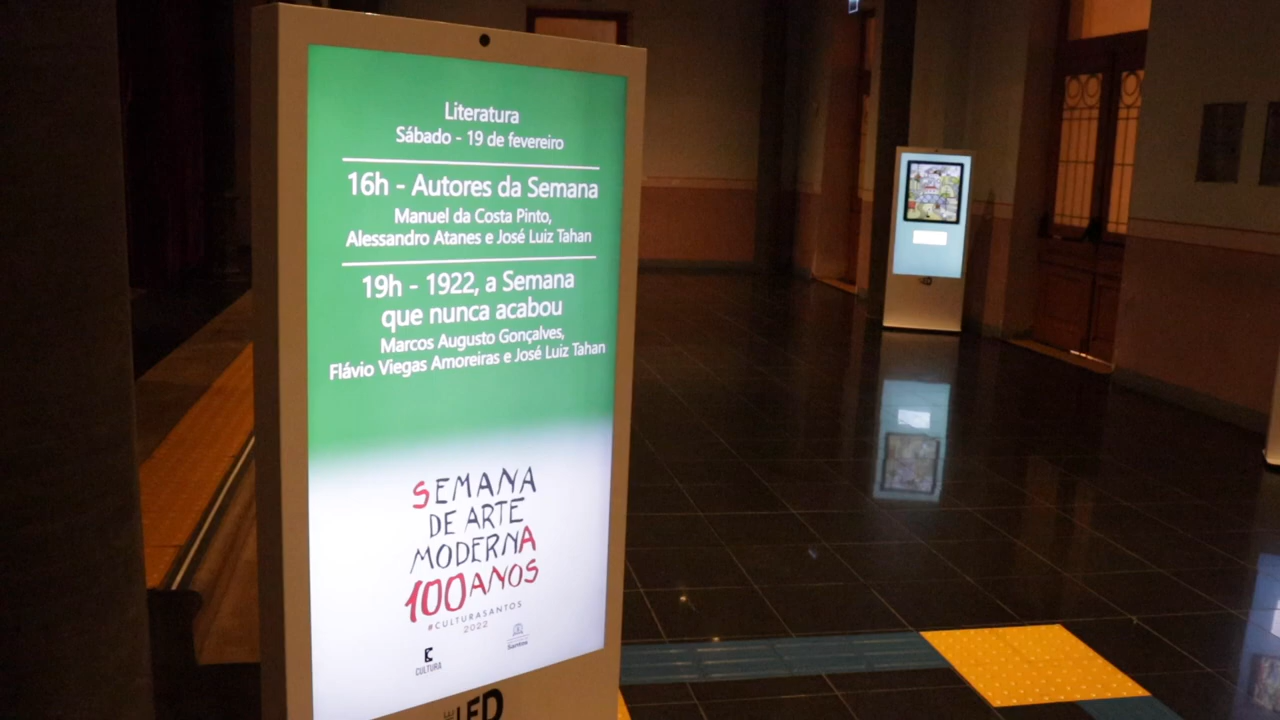 Literatura
Sábado - 19 de fevereiro
16h - Autores da Semana
Manuel da Costa Pinto,
Alessandro Atanes e José Luiz Tahan
19h - 1922, a Semana
que nunca acabou
Marcos Augusto Gonçalves,
Flávio Viegas Amoreiras e José Luiz Tahan
SEMANA
DE ARTE
MODERNA
100 ANOS
#CULTURASANTOS
2022
CULTURA
Santos
LED